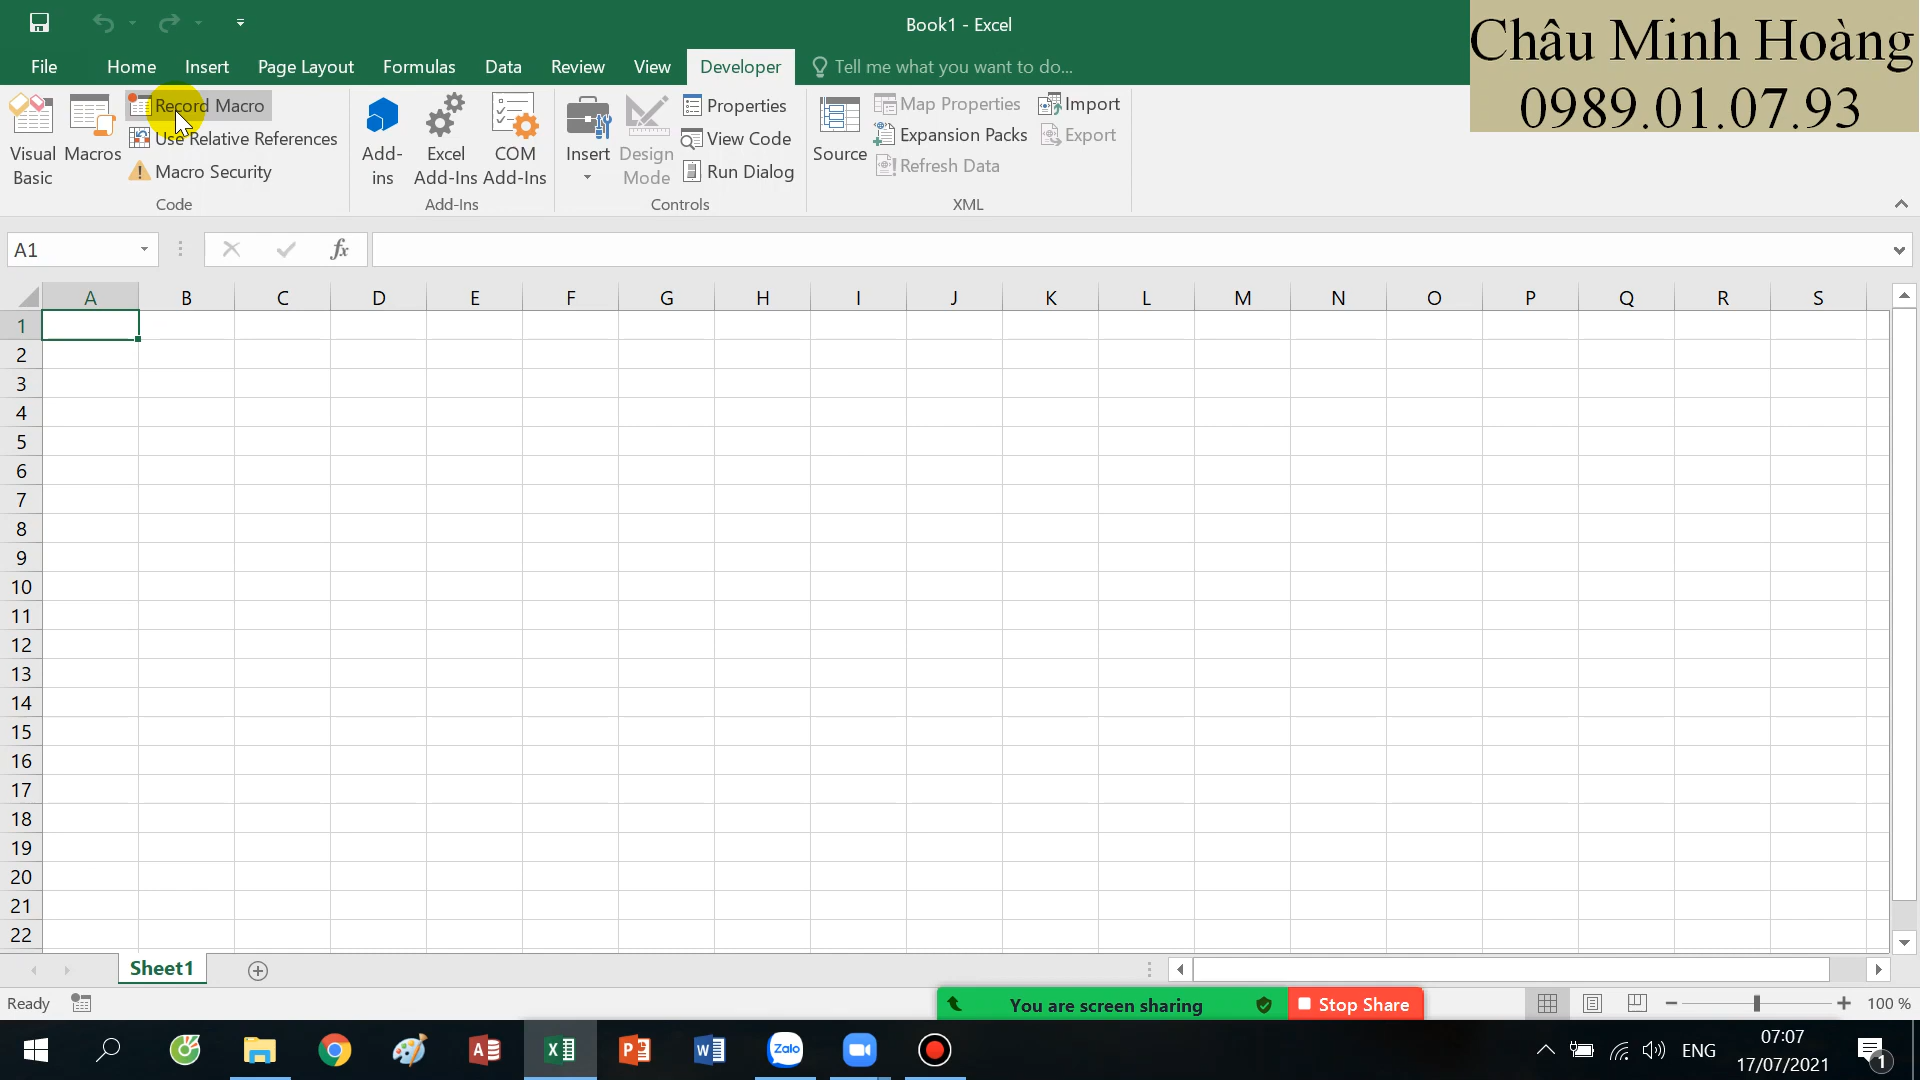 Book1 - Excel
Châu Minh Hoàng
0989.01.07.93
File Home Insert Page Layout Formulas Data Review View Developer Tell me what you want to do...
Visual Basic
Macros
Record Macro
Use Relative References
Macro Security
Code
Add-ins
Excel Add-Ins
COM Add-Ins
Add-Ins
Insert
Design Mode
Properties
View Code
Run Dialog
Controls
Source
Map Properties
Expansion Packs
Refresh Data
Import
Export
XML
A1
fx
A B C D E F G H I J K L M N O P Q R S
1
2
3
4
5
6
7
8
9
10
11
12
13
14
15
16
17
18
19
20
21
22
Sheet1
Ready
You are screen sharing
Stop Share
100 %
Zalo
ENG
07:07
17/07/2021
1